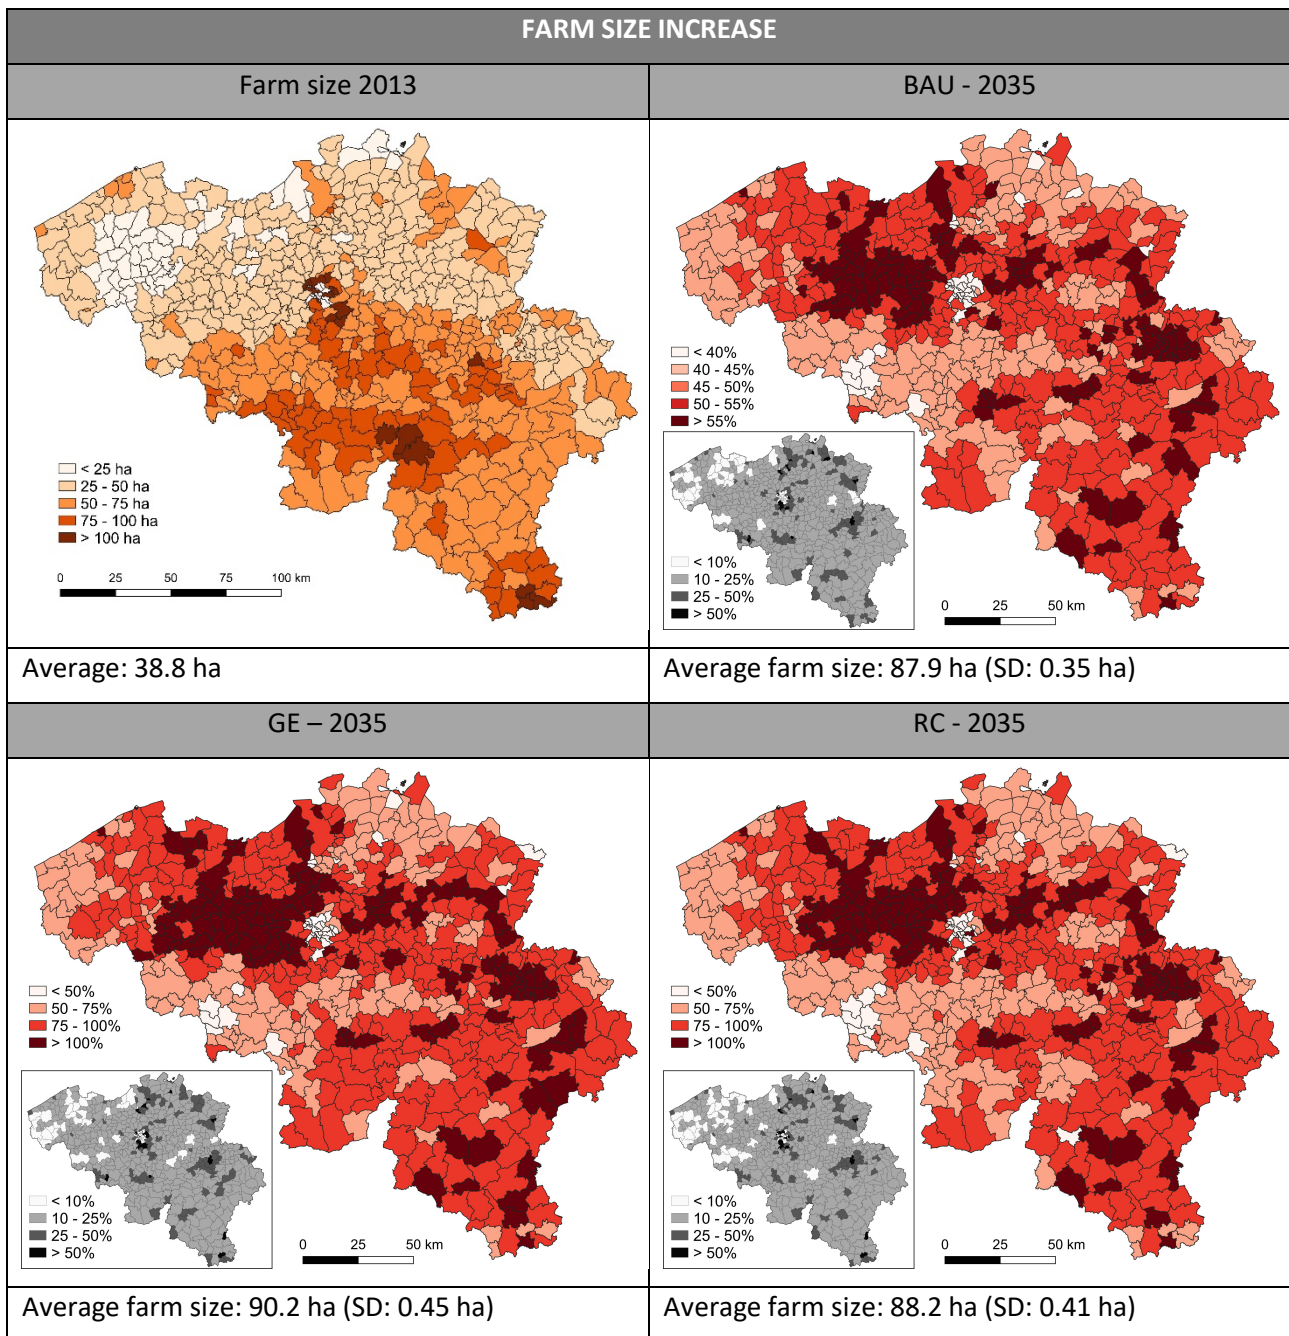 FARM SIZE INCREASE
Farm size 2013
BAU - 2035
< 25 ha
25 - 50 ha
50 - 75 ha
75 - 100 ha
> 100 ha
0 25 50 75 100 km
< 40%
40 - 45%
45 - 50%
50 - 55%
> 55%
< 10%
10 - 25%
25 - 50%
> 50%
0 25 50 km
Average: 38.8 ha
Average farm size: 87.9 ha (SD: 0.35 ha)
GE – 2035
RC - 2035
< 50%
50 - 75%
75 - 100%
> 100%
< 10%
10 - 25%
25 - 50%
> 50%
0 25 50 km
< 50%
50 - 75%
75 - 100%
> 100%
< 10%
10 - 25%
25 - 50%
> 50%
0 25 50 km
Average farm size: 90.2 ha (SD: 0.45 ha)
Average farm size: 88.2 ha (SD: 0.41 ha)